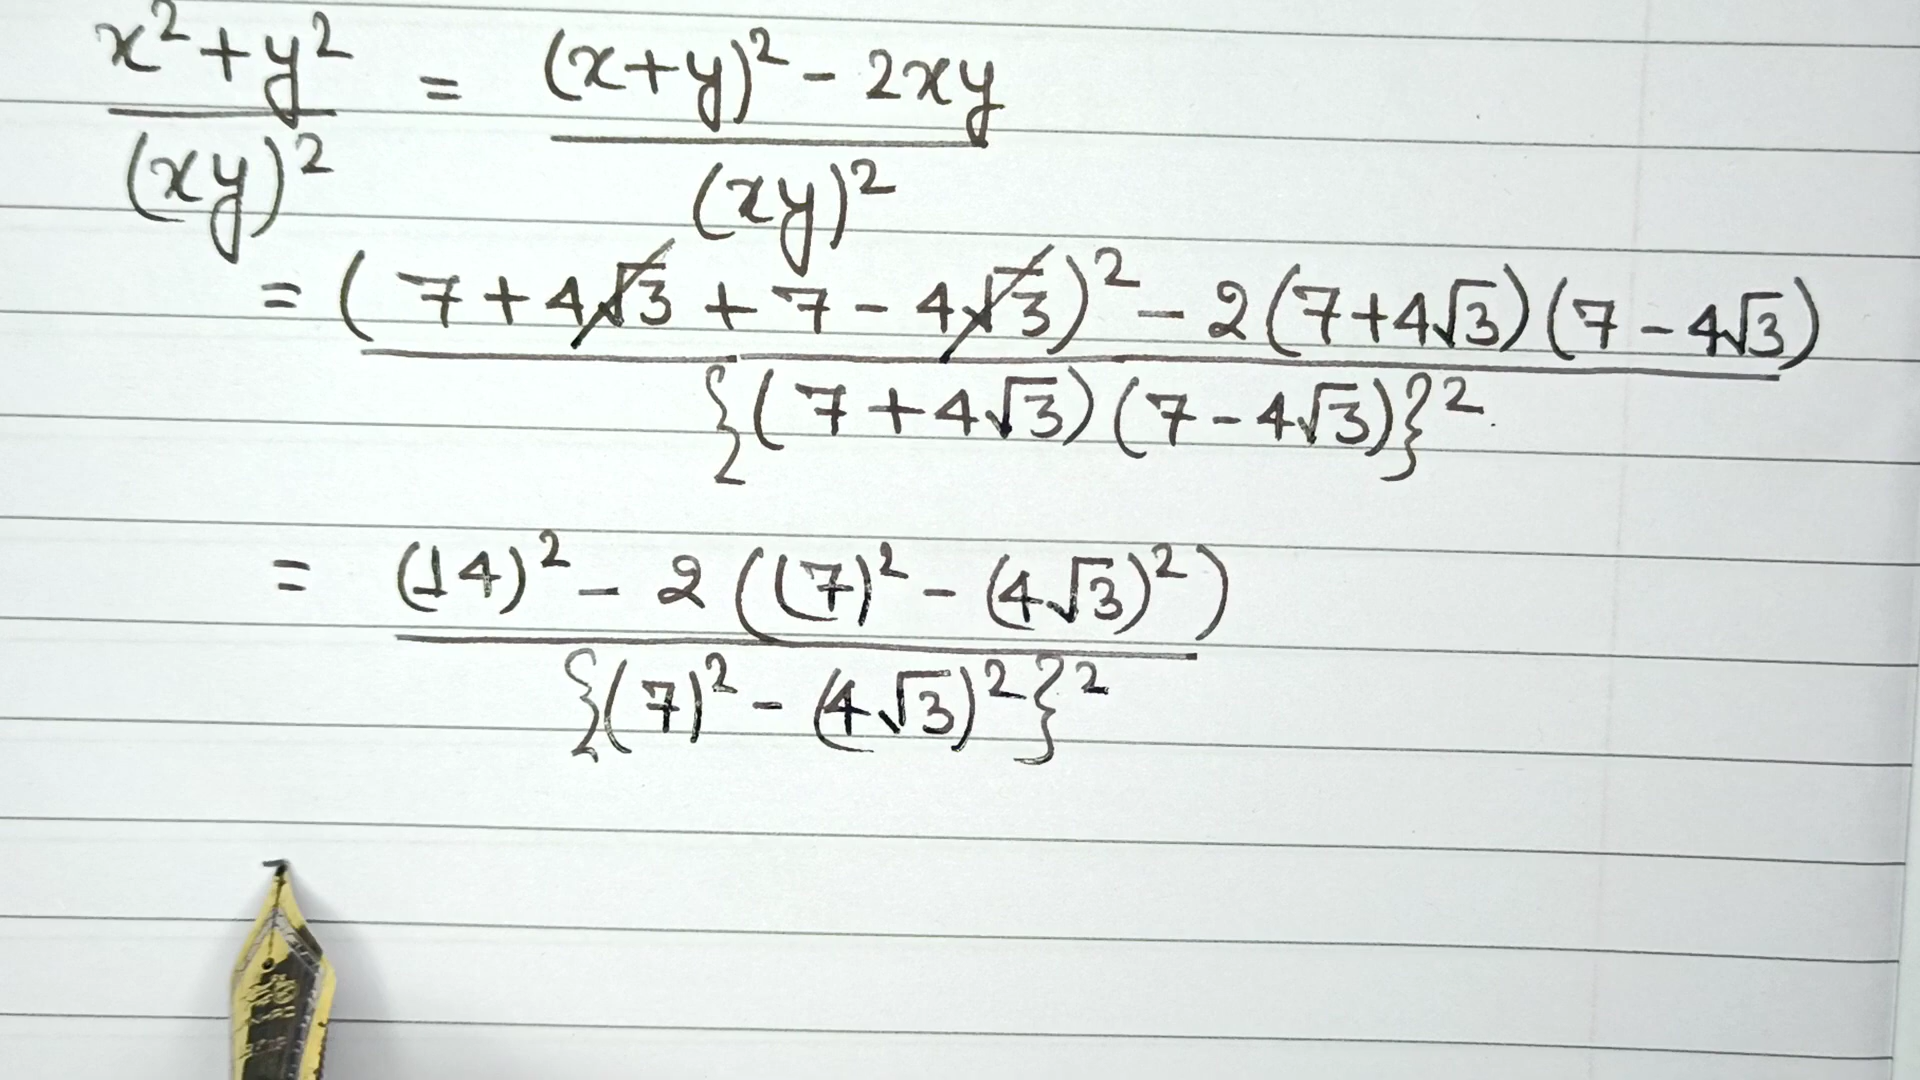 x² + y² / (xy)² = (x+y)² - 2xy / (xy)²
= (7 + 4√3 + 7 - 4√3)² - 2(7+4√3)(7-4√3) / {(7+4√3)(7-4√3)}²
= (14)² - 2((7)² - (4√3)²) / {(7)² - (4√3)²}²